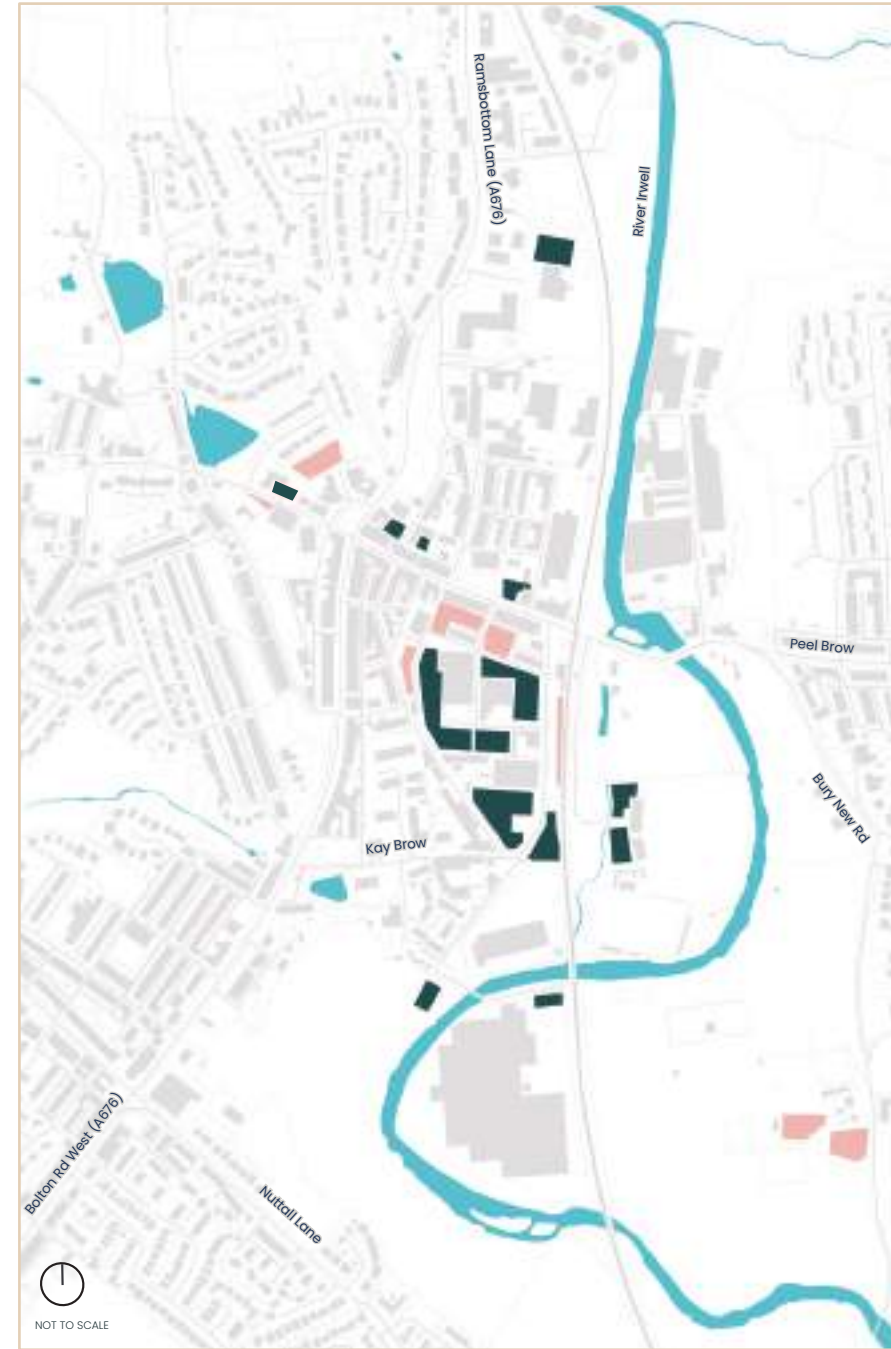 Ramsbottom Lane (A676)
River Irwell
Peel Brow
Bury New Rd
Kay Brow
Bolton Rd West (A676)
Nuttall Lane
NOT TO SCALE